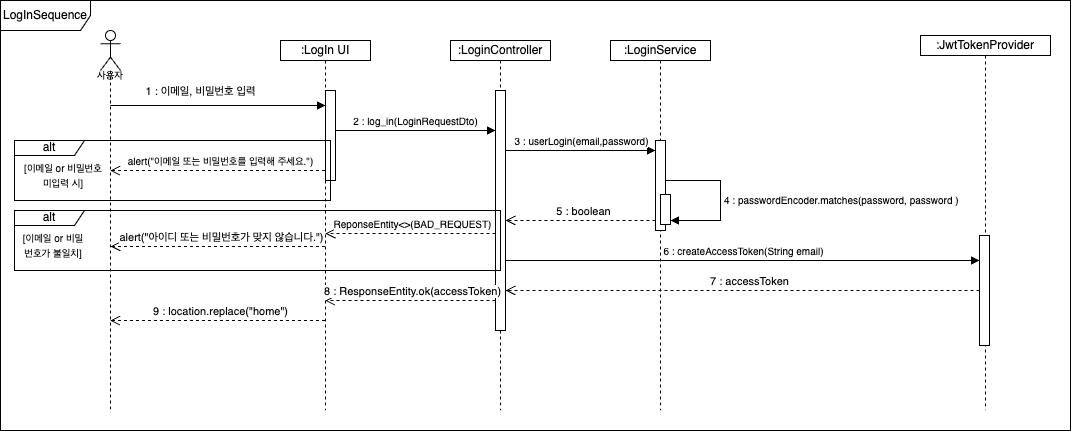 LogInSequence
사용자
:LogIn UI
:LoginController
:LoginService
:JwtTokenProvider
1 : 이메일, 비밀번호 입력
2 : log_in(LoginRequestDto)
3 : userLogin(email,password)
alt
[이메일 or 비밀번호
미입력 시]
alert("이메일 또는 비밀번호를 입력해 주세요.")
4 : passwordEncoder.matches(password, password )
5 : boolean
alt
[이메일 or 비밀
번호가 불일치]
ReponseEntity<>(BAD_REQUEST)
alert("아이디 또는 비밀번호가 맞지 않습니다.")
6 : createAccessToken(String email)
7 : accessToken
8 : ResponseEntity.ok(accessToken)
9 : location.replace("home")